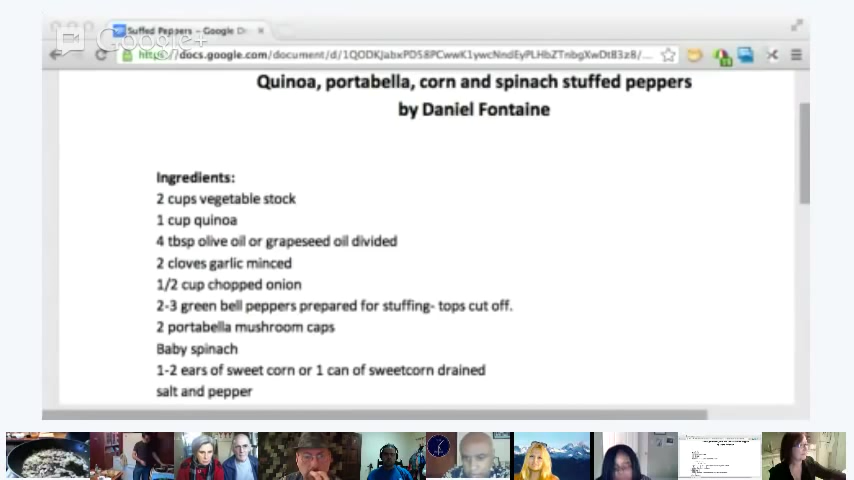 Suffed Peppers – Google D
Google+
https://docs.google.com/document/d/
Quinoa, portabella, corn and spinach stuffed peppers
by Daniel Fontaine
Ingredients:
2 cups vegetable stock
1 cup quinoa
4 tbsp olive oil or grapeseed oil divided
2 cloves garlic minced
1/2 cup chopped onion
2-3 green bell peppers prepared for stuffing- tops cut off.
2 portabella mushroom caps
Baby spinach
1-2 ears of sweet corn or 1 can of sweetcorn drained
salt and pepper